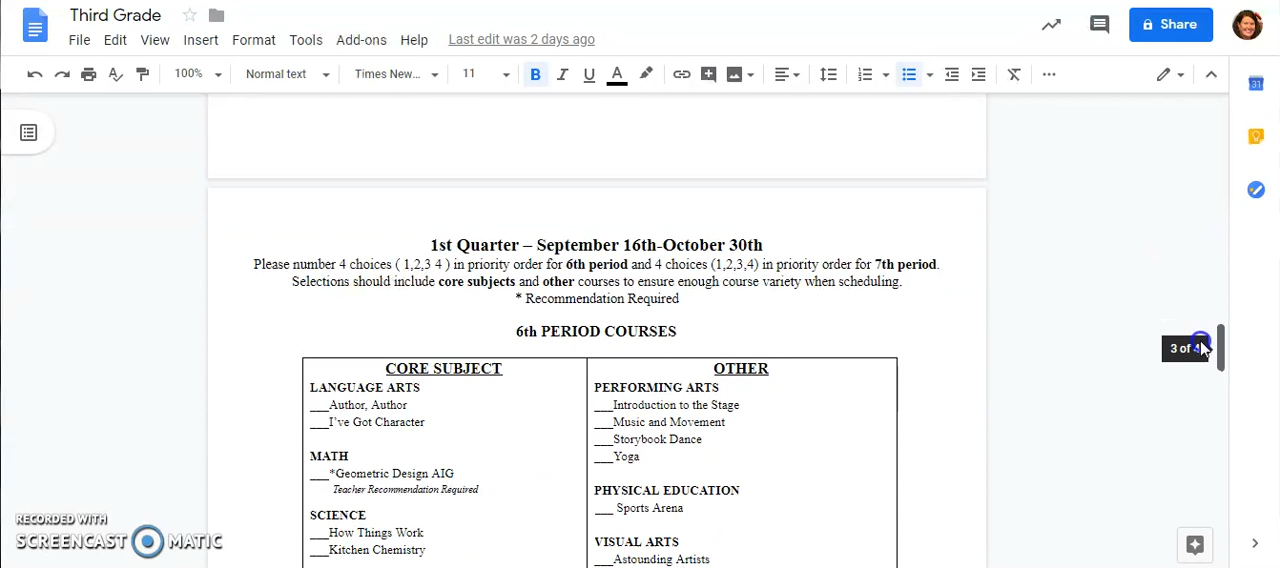 Third Grade
File Edit View Insert Format Tools Add-ons Help Last edit was 2 days ago
Share
100% Normal text Times New... 11 B I U A
31
1st Quarter – September 16th-October 30th
Please number 4 choices ( 1,2,3 4 ) in priority order for 6th period and 4 choices (1,2,3,4) in priority order for 7th period.
Selections should include core subjects and other courses to ensure enough course variety when scheduling.
* Recommendation Required
6th PERIOD COURSES
CORE SUBJECT
LANGUAGE ARTS
___Author, Author
___I've Got Character
MATH
___*Geometric Design AIG
Teacher Recommendation Required
SCIENCE
___How Things Work
___Kitchen Chemistry
OTHER
PERFORMING ARTS
___Introduction to the Stage
___Music and Movement
___Storybook Dance
___Yoga
PHYSICAL EDUCATION
___ Sports Arena
VISUAL ARTS
___Astounding Artists
3 of
RECORDED WITH
SCREENCAST MATIC